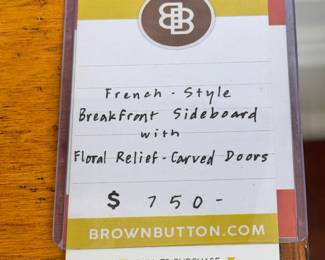 French - Style
Breakfront Sideboard
with
Floral Relief - Carved Doors
$ 750-
BROWNBUTTON.COM